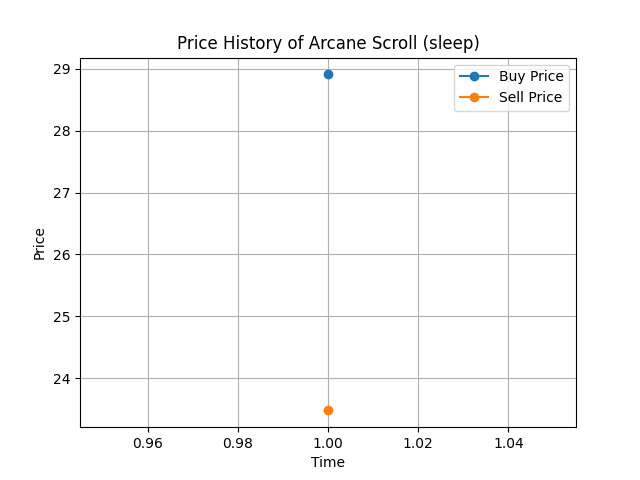 Price History of Arcane Scroll (sleep)
Buy Price
Sell Price
29
28
27
26
25
24
Price
0.96 0.98 1.00 1.02 1.04
Time